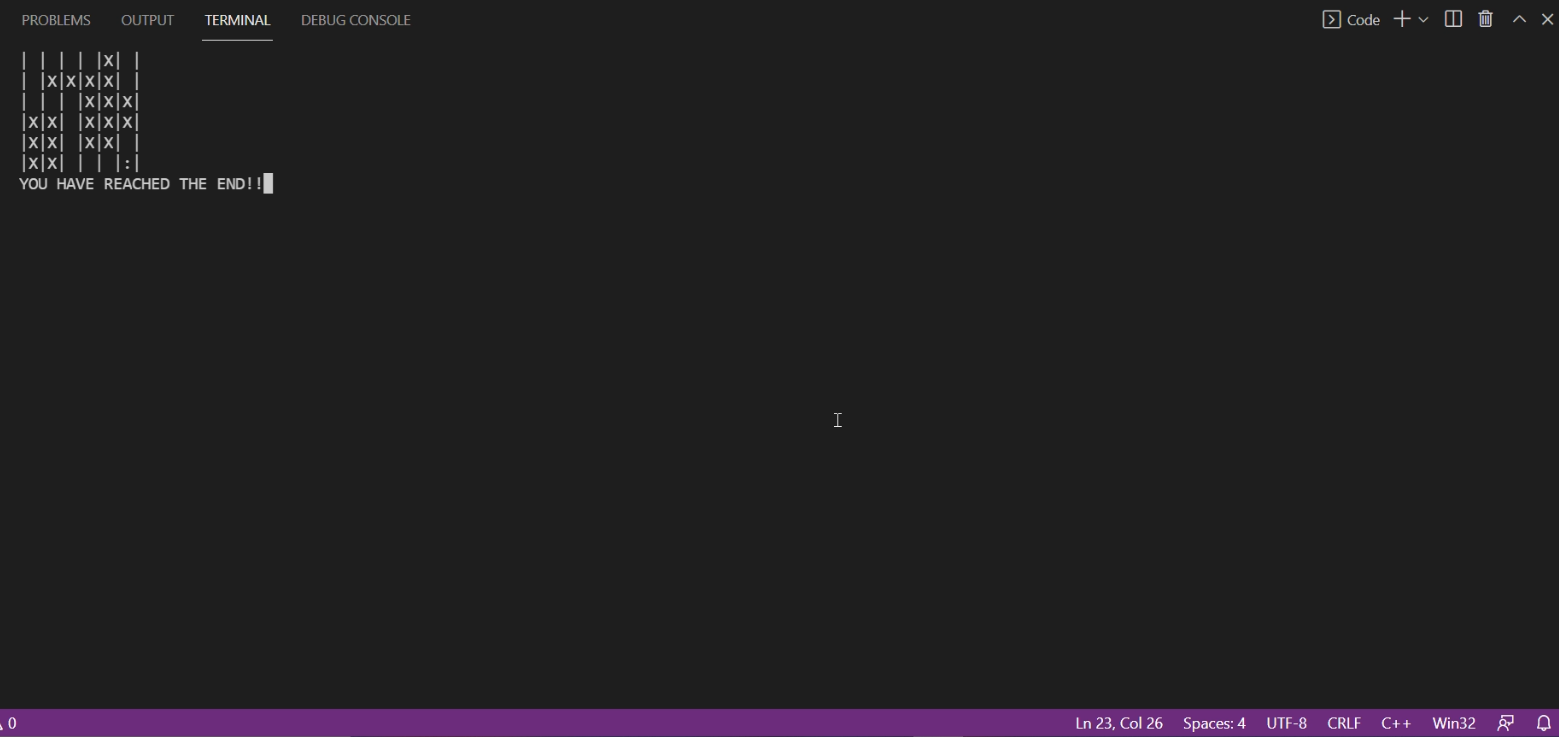 PROBLEMS OUTPUT TERMINAL DEBUG CONSOLE Code
| | | | |x| |
| |x|x|x|x| |
| | | |x|x|x|
|x|x| |x|x|x|
|x|x| |x|x| |
|x|x| | | |:|
YOU HAVE REACHED THE END!!
0 Ln 23, Col 26 Spaces: 4 UTF-8 CRLF C++ Win32